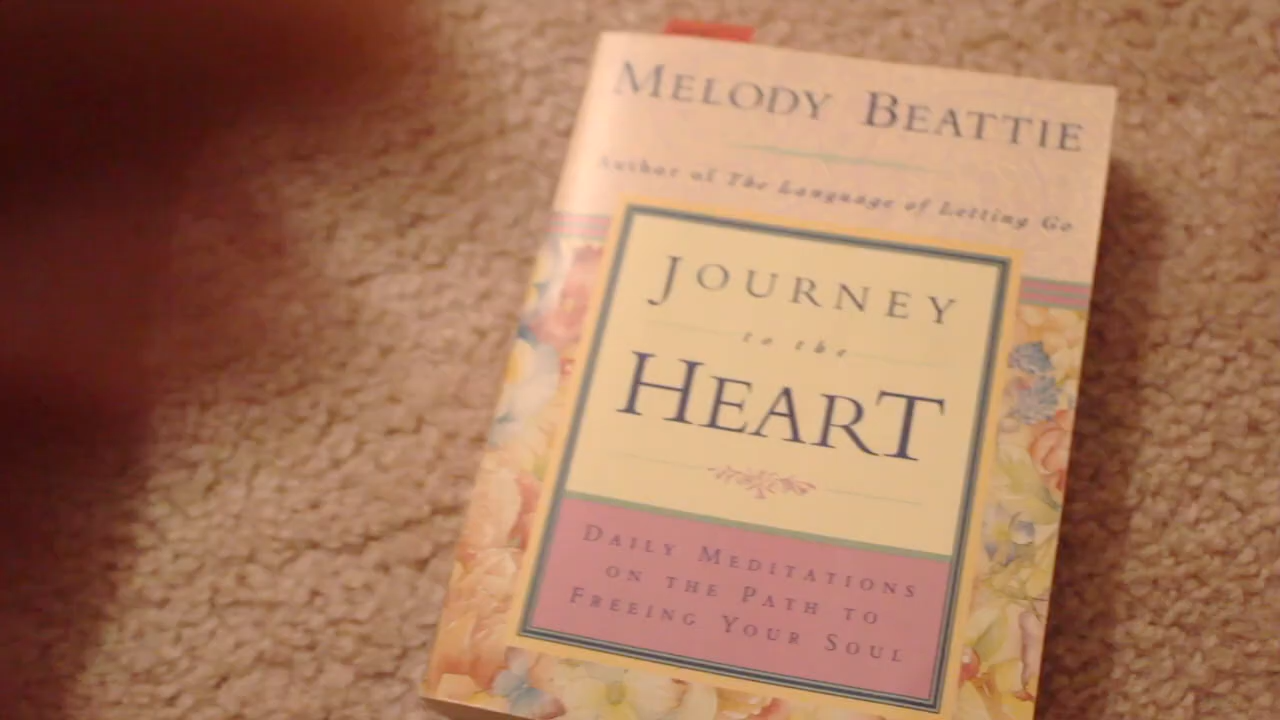 MELODY BEATTIE
Author of The Language of Letting Go
JOURNEY
to the
HEART
DAILY MEDITATIONS
ON THE PATH TO
FREEING YOUR SOUL